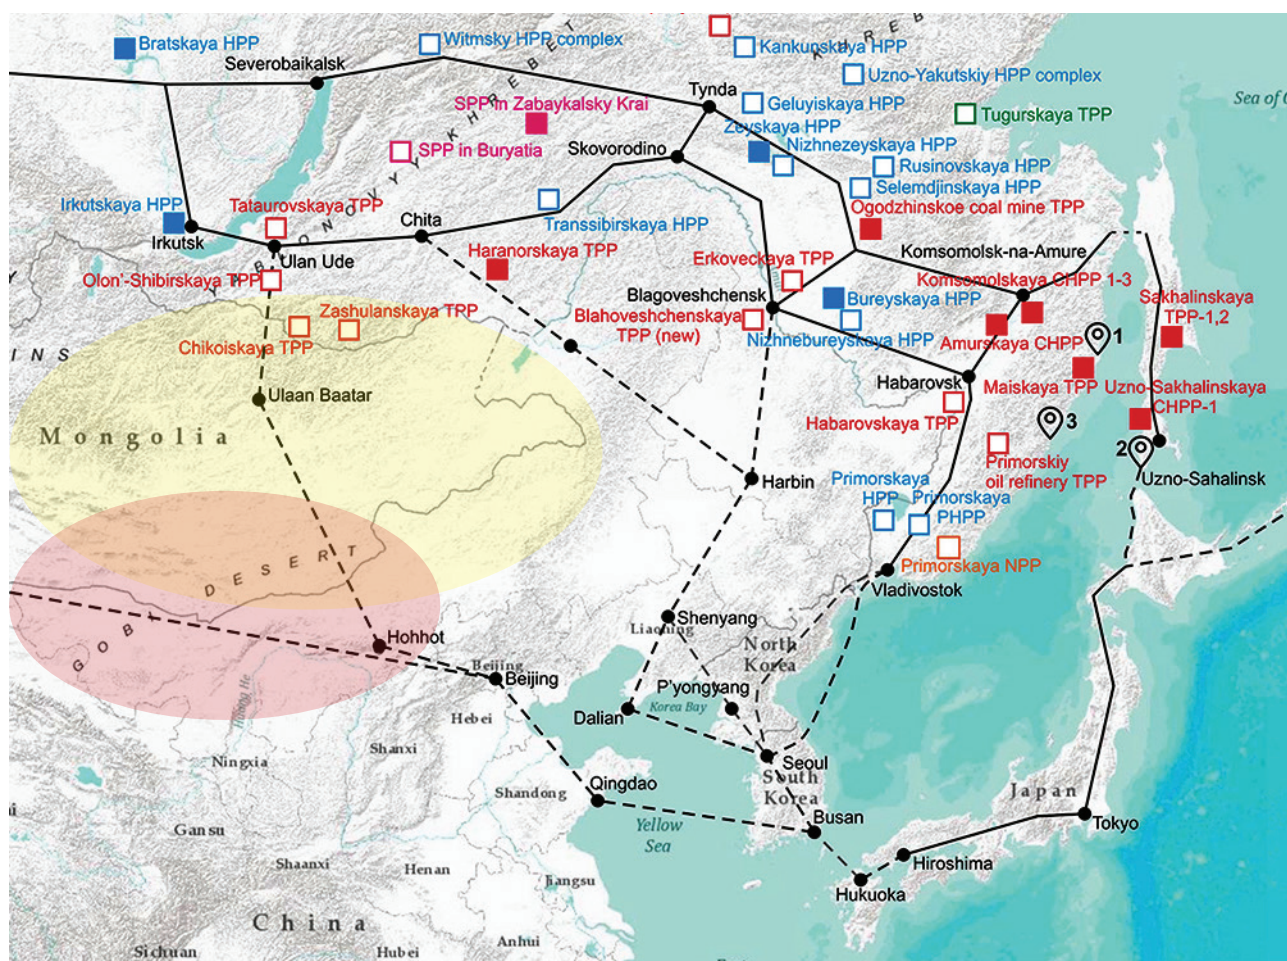 Bratskaya HPP
Witmsky HPP complex
Kankunskaya HPP
K H R E B
Severobaikalsk
Uzno-Yakutskiy HPP complex
Sea of O
Tynda
SPP in Zabaykalsky Krai
Geluyiskaya HPP
Tugurskaya TPP
Zeyskaya HPP
Nizhnezeyskaya HPP
SPP in Buryatia
Skovorodino
Rusinovskaya HPP
Selemdjinskaya HPP
Irkutskaya HPP
Tataurovskaya TPP
Chita
Transsibirskaya HPP
Ogodzhinskoe coal mine TPP
Irkutsk
Y A B L O N O V Y Y K H R E B E T
Ulan Ude
Haranorskaya TPP
Erkoveckaya TPP
Komsomolsk-na-Amure
Olon'-Shibirskaya TPP
Komsomolskaya CHPP 1-3
Blagoveshchensk
Bureyskaya HPP
Sakhalinskaya
TPP-1,2
Zashulanskaya TPP
Blahoveshchenskaya
TPP (new)
Nizhnebureyskaya HPP
Amurskaya CHPP
1
Chikoiskaya TPP
I N S
Habarovsk
Maiskaya TPP
Uzno-Sakhalinskaya
CHPP-1
Ulaan Baatar
Habarovskaya TPP
3
Mongolia
2
Primorskiy
oil refinery TPP
Harbin
Uzno-Sahalinsk
Primorskaya
HPP
Primorskaya
PHPP
GOBI DESERT
Primorskaya NPP
Vladivostok
Shenyang
Liaoning
Hohhot
North
Korea
Beijing
Beijing
P'yongyang
Huang He
Korea Bay
Hebei
Dalian
Shanxi
Seoul
Ningxia
South
Korea
Qingdao
Shandong
Japan
Busan
Tokyo
Gansu
Yellow
Sea
Shaanxi
Henan
Hiroshima
Jiangsu
Hukuoka
China
Anhui
Sichuan
Hubei